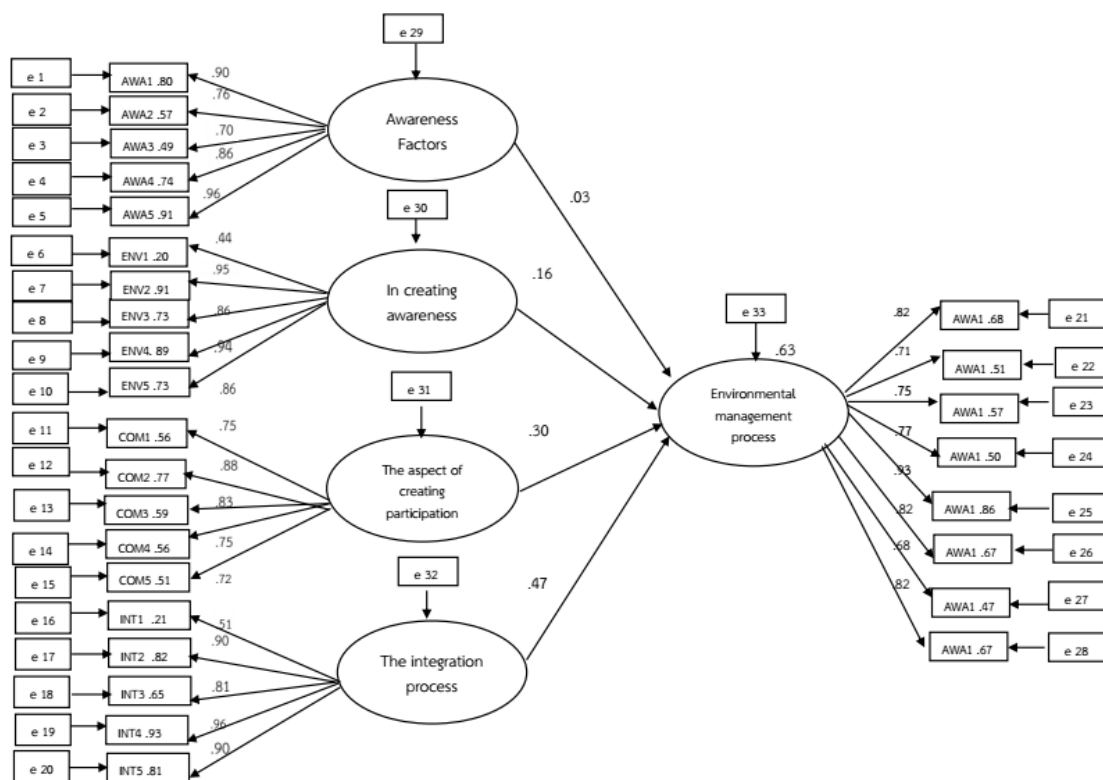 e 29
e 1
AWA1 .80
.90
e 2
AWA2 .57
.76
e 3
AWA3 .49
.70
e 4
AWA4 .74
.86
e 5
AWA5 .91
.96
Awareness
Factors
.03
e 30
e 6
ENV1 .20
.44
e 7
ENV2 .91
.95
e 8
ENV3 .73
.86
e 9
ENV4. 89
.94
e 10
ENV5 .73
.86
In creating
awareness
.16
e 31
e 11
COM1 .56
.75
e 12
COM2 .77
.88
e 13
COM3 .59
.83
e 14
COM4 .56
.75
e 15
COM5 .51
.72
The aspect of
creating
participation
.30
e 32
e 16
INT1 .21
.51
e 17
INT2 .82
.90
e 18
INT3 .65
.81
e 19
INT4 .93
.96
e 20
INT5 .81
.90
The integration
process
.47
e 33
.63
Environmental
management
process
.82
AWA1 .68
e 21
.71
AWA1 .51
e 22
.75
AWA1 .57
e 23
.77
AWA1 .50
e 24
.93
AWA1 .86
e 25
.82
AWA1 .67
e 26
.68
AWA1 .47
e 27
.82
AWA1 .67
e 28